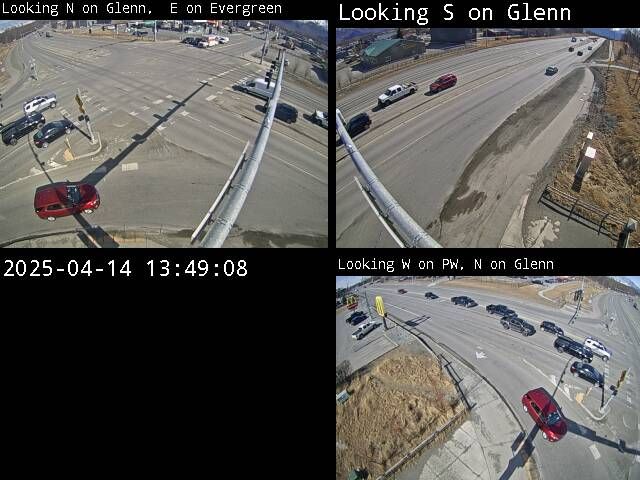 Looking N on Glenn,  E on Evergreen
Looking S on Glenn
2025-04-14 13:49:08
Looking W on PW, N on Glenn